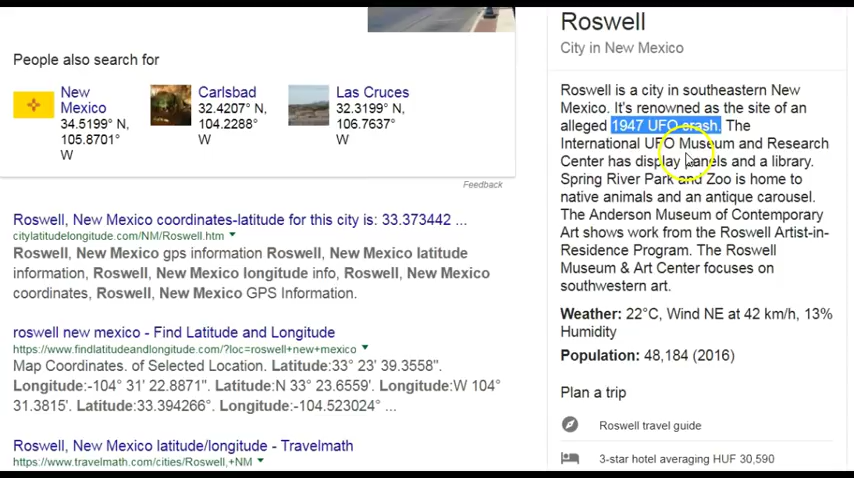 People also search for
New
Mexico
34.5199° N,
105.8701°
W
Carlsbad
32.4207° N,
104.2288°
W
Las Cruces
32.3199° N,
106.7637°
W
Feedback
Roswell, New Mexico coordinates-latitude for this city is: 33.373442 ...
citylatitudelongitude.com/NM/Roswell.htm
Roswell, New Mexico gps information Roswell, New Mexico latitude
information, Roswell, New Mexico longitude info, Roswell, New Mexico
coordinates, Roswell, New Mexico GPS Information.
roswell new mexico - Find Latitude and Longitude
https://www.findlatitudeandlongitude.com/?loc=roswell+new+mexico
Map Coordinates. of Selected Location. Latitude:33° 23' 39.3558".
Longitude:-104° 31' 22.8871". Latitude:N 33° 23.6559'. Longitude:W 104°
31.3815'. Latitude:33.394266°. Longitude:-104.523024° ...
Roswell, New Mexico latitude/longitude - Travelmath
https://www.travelmath.com/cities/Roswell,+NM
Roswell
City in New Mexico
Roswell is a city in southeastern New
Mexico. It's renowned as the site of an
alleged 1947 UFO crash. The
International UFO Museum and Research
Center has display panels and a library.
Spring River Park and Zoo is home to
native animals and an antique carousel.
The Anderson Museum of Contemporary
Art shows work from the Roswell Artist-in-
Residence Program. The Roswell
Museum & Art Center focuses on
southwestern art.
Weather: 22°C, Wind NE at 42 km/h, 13%
Humidity
Population: 48,184 (2016)
Plan a trip
Roswell travel guide
3-star hotel averaging HUF 30,590